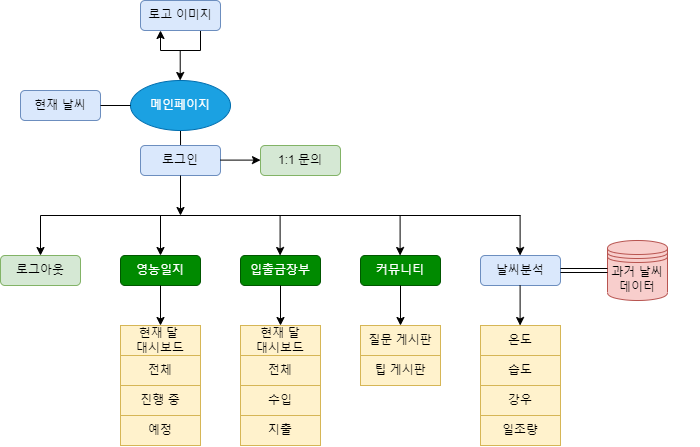 로고 이미지
현재 날씨
메인페이지
로그인
1:1 문의
로그아웃
영농일지
입출금장부
커뮤니티
날씨분석
과거 날씨
데이터
현재 달
대시보드
전체
진행 중
예정
현재 달
대시보드
전체
수입
지출
질문 게시판
팁 게시판
온도
습도
강우
일조량